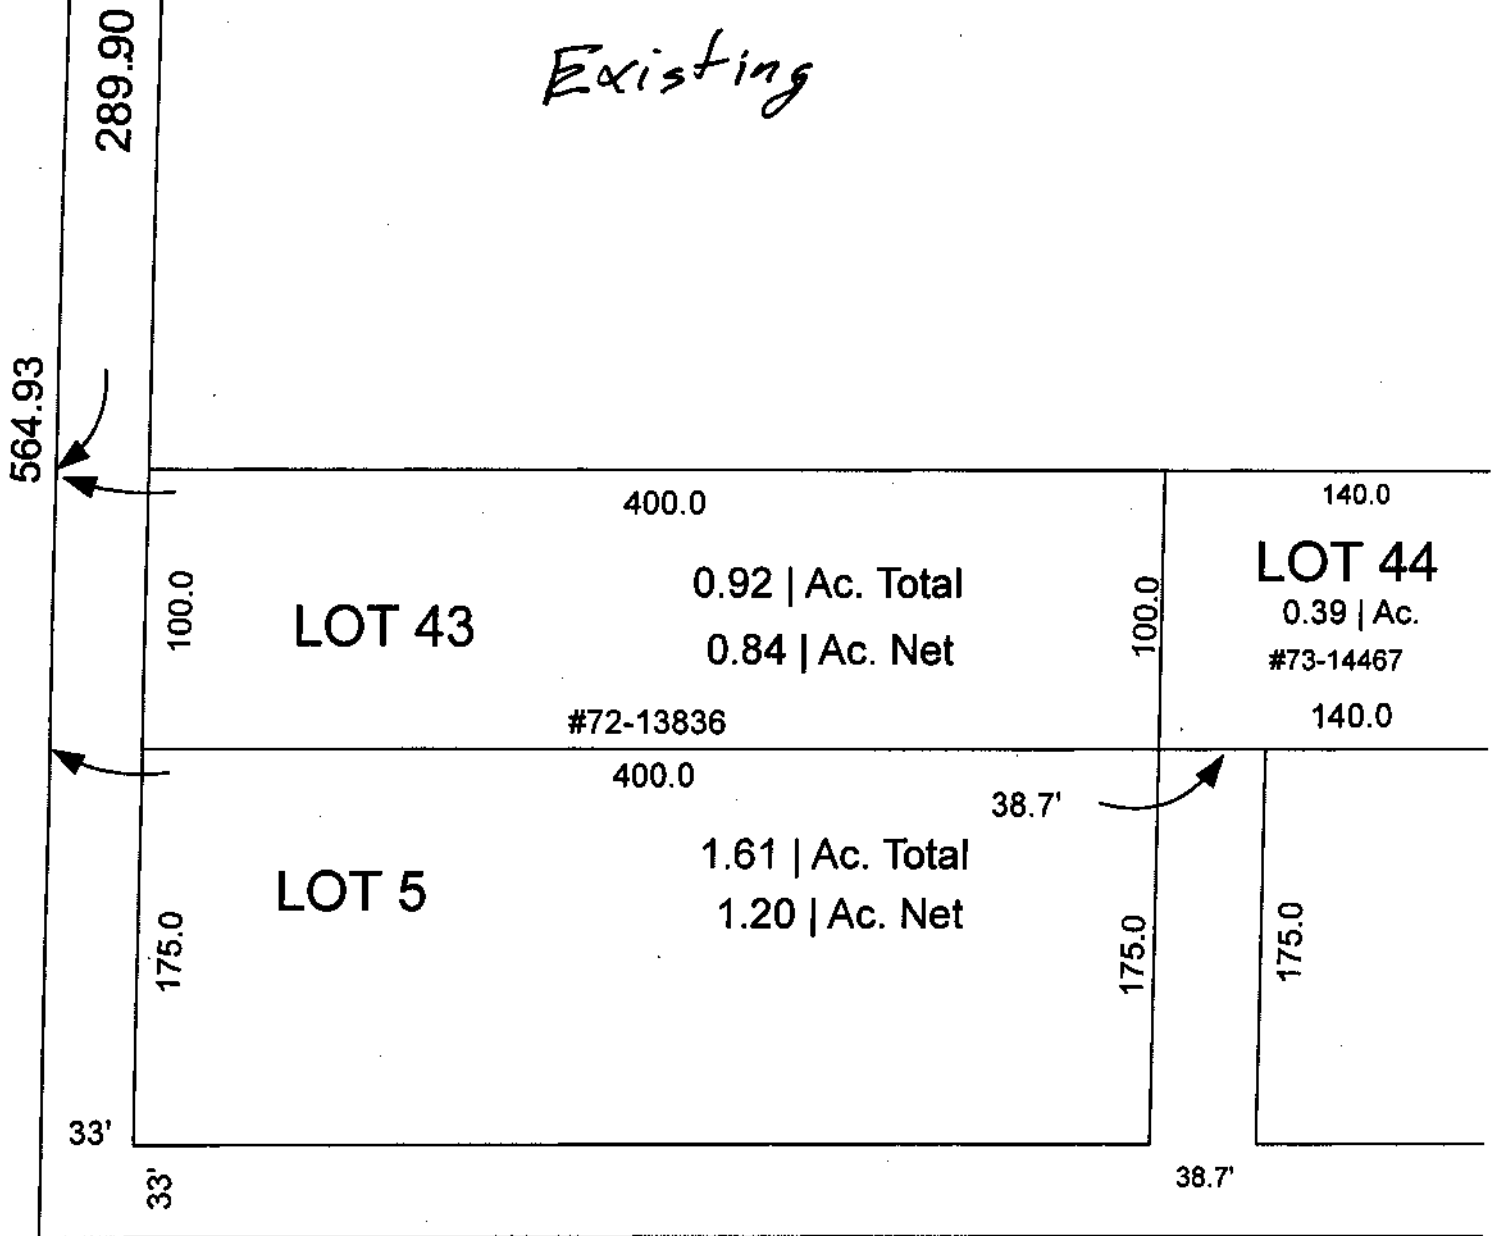 289.90
Existing
564.93
400.0
140.0
LOT 44
0.92 | Ac. Total
100.0
LOT 43
100.0
0.39 | Ac.
0.84 | Ac. Net
#73-14467
#72-13836
140.0
400.0
38.7'
1.61 | Ac. Total
LOT 5
1.20 | Ac. Net
175.0
175.0
175.0
33'
33'
38.7'